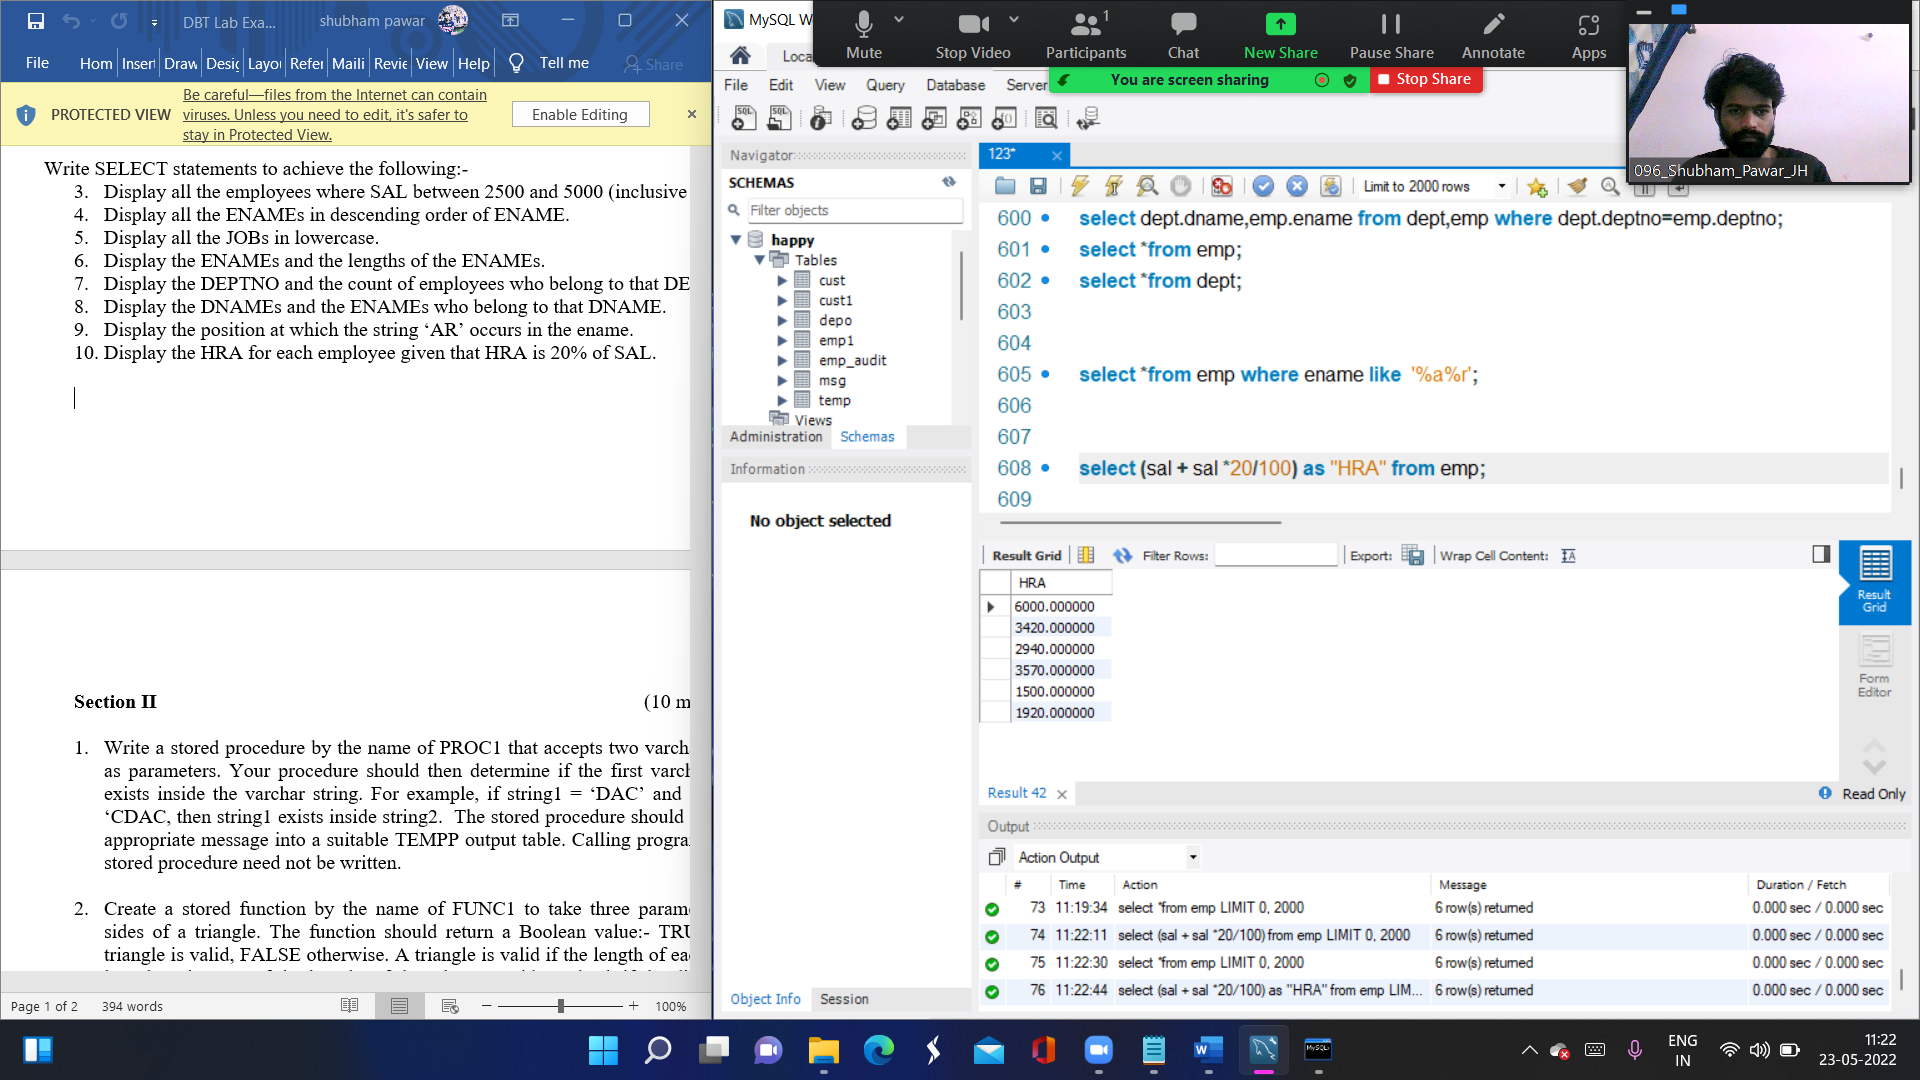 DBT Lab Exa...
shubham pawar
File Hom Inser Draw Desig Layo Refer Maili Revie View Help Tell me Share
PROTECTED VIEW
Be careful—files from the Internet can contain
viruses. Unless you need to edit, it's safer to
stay in Protected View.
Enable Editing
Write SELECT statements to achieve the following:-
3. Display all the employees where SAL between 2500 and 5000 (inclusive
4. Display all the ENAMEs in descending order of ENAME.
5. Display all the JOBs in lowercase.
6. Display the ENAMEs and the lengths of the ENAMEs.
7. Display the DEPTNO and the count of employees who belong to that DE
8. Display the DNAMEs and the ENAMEs who belong to that DNAME.
9. Display the position at which the string ‘AR’ occurs in the ename.
10. Display the HRA for each employee given that HRA is 20% of SAL.
Section II (10 m
1. Write a stored procedure by the name of PROC1 that accepts two varch
as parameters. Your procedure should then determine if the first varch
exists inside the varchar string. For example, if string1 = ‘DAC’ and
‘CDAC, then string1 exists inside string2. The stored procedure should
appropriate message into a suitable TEMPP output table. Calling progra
stored procedure need not be written.
2. Create a stored function by the name of FUNC1 to take three param
sides of a triangle. The function should return a Boolean value:- TRU
triangle is valid, FALSE otherwise. A triangle is valid if the length of ea
Page 1 of 2 394 words 100%
MySQL W
Loca
Mute Stop Video Participants 1 Chat New Share Pause Share Annotate Apps
You are screen sharing Stop Share
096_Shubham_Pawar_JH
File Edit View Query Database Server
Navigator
SCHEMAS
Filter objects
happy
Tables
cust
cust1
depo
emp1
emp_audit
msg
temp
Views
Administration Schemas
Information
No object selected
Object Info Session
123*
Limit to 2000 rows
600 select dept.dname,emp.ename from dept,emp where dept.deptno=emp.deptno;
601 select *from emp;
602 select *from dept;
603
604
605 select *from emp where ename like '%a%r';
606
607
608 select (sal + sal *20/100) as "HRA" from emp;
609
Result Grid Filter Rows: Export: Wrap Cell Content:
HRA
6000.000000
3420.000000
2940.000000
3570.000000
1500.000000
1920.000000
Result Grid
Form Editor
Result 42 Read Only
Output
Action Output
# Time Action Message Duration / Fetch
73 11:19:34 select *from emp LIMIT 0, 2000 6 row(s) returned 0.000 sec / 0.000 sec
74 11:22:11 select (sal + sal *20/100) from emp LIMIT 0, 2000 6 row(s) returned 0.000 sec / 0.000 sec
75 11:22:30 select *from emp LIMIT 0, 2000 6 row(s) returned 0.000 sec / 0.000 sec
76 11:22:44 select (sal + sal *20/100) as "HRA" from emp LIM... 6 row(s) returned 0.000 sec / 0.000 sec
ENG
IN
11:22
23-05-2022